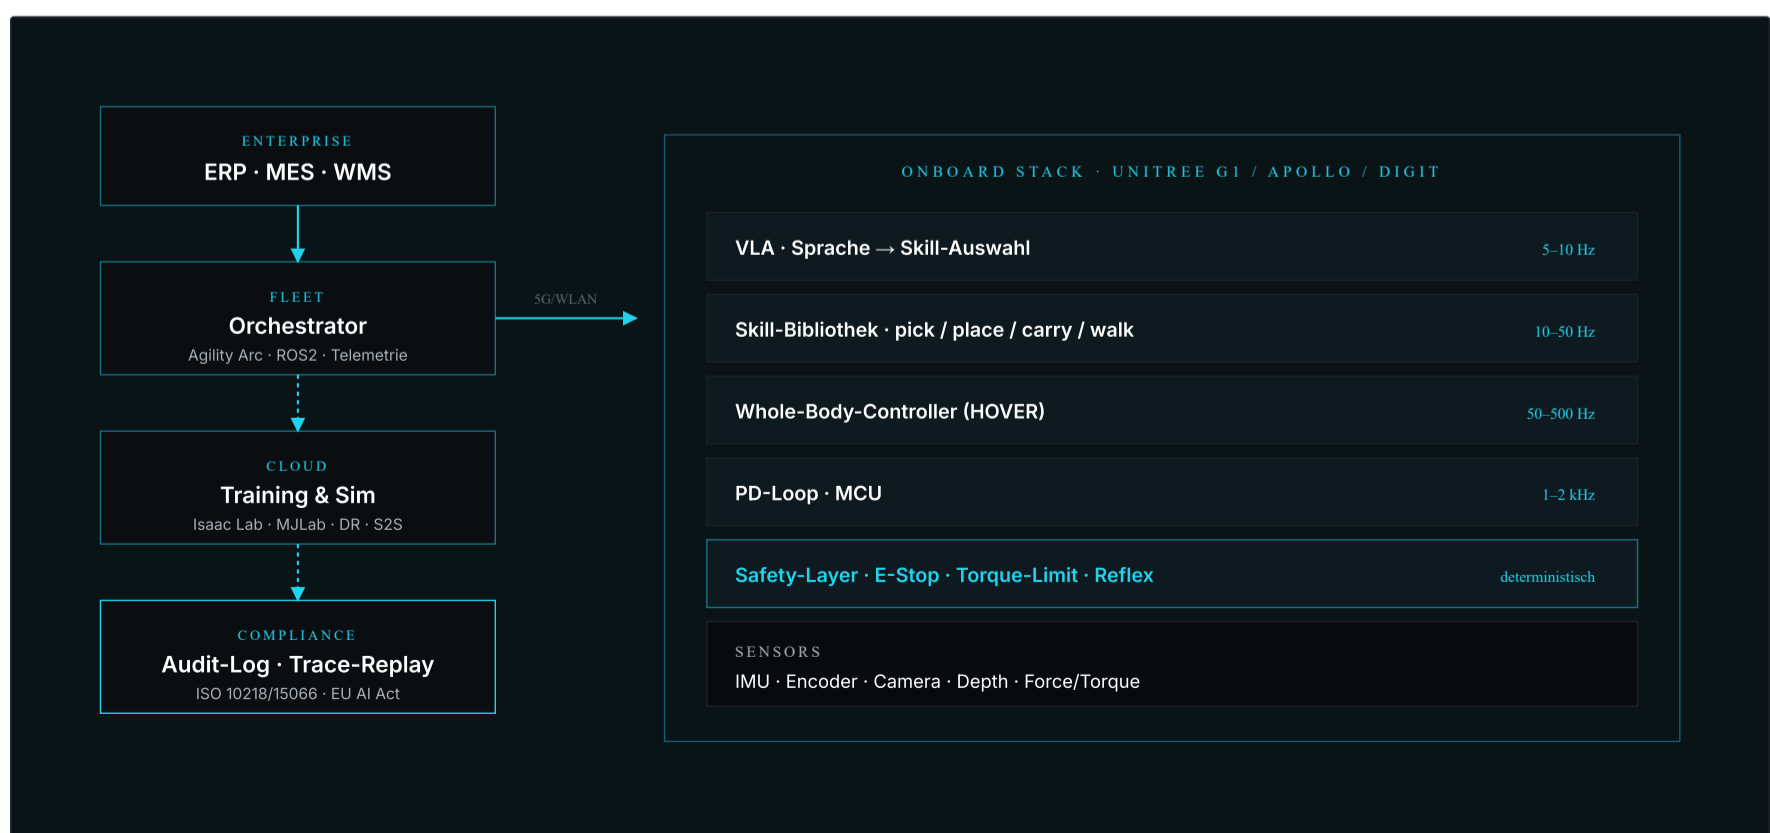 ENTERPRISE
ERP · MES · WMS
FLEET
Orchestrator
Agility Arc · ROS2 · Telemetrie
5G/WLAN
CLOUD
Training & Sim
Isaac Lab · MJLab · DR · S2S
COMPLIANCE
Audit-Log · Trace-Replay
ISO 10218/15066 · EU AI Act
ONBOARD STACK · UNITREE G1 / APOLLO / DIGIT
VLA · Sprache → Skill-Auswahl 5–10 Hz
Skill-Bibliothek · pick / place / carry / walk 10–50 Hz
Whole-Body-Controller (HOVER) 50–500 Hz
PD-Loop · MCU 1–2 kHz
Safety-Layer · E-Stop · Torque-Limit · Reflex deterministisch
SENSORS
IMU · Encoder · Camera · Depth · Force/Torque